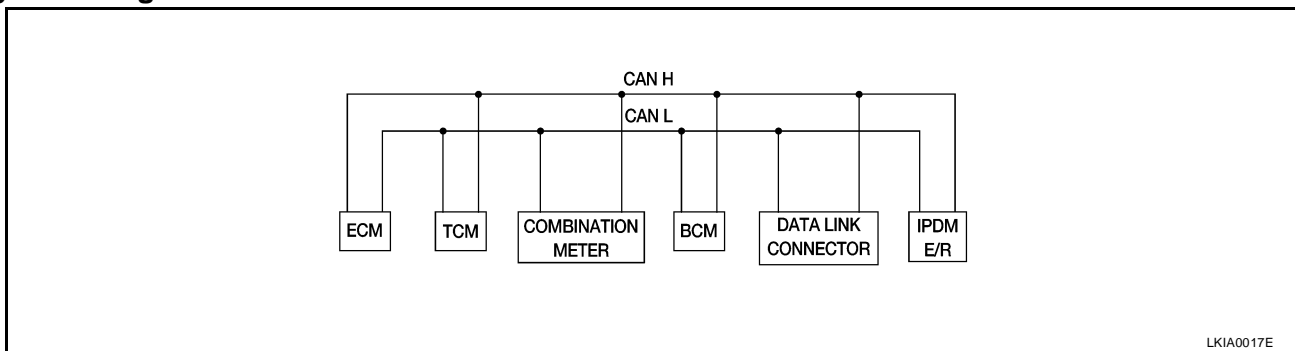 CAN H
CAN L
ECM
TCM
COMBINATION
METER
BCM
DATA LINK
CONNECTOR
IPDM
E/R
LKIA0017E